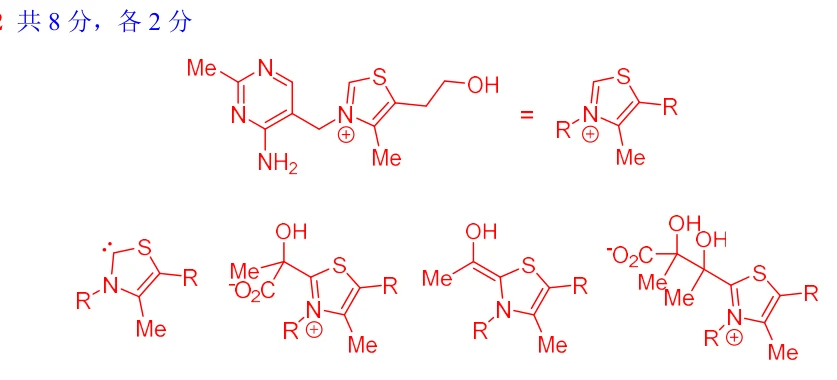 2 共 8 分，各 2 分
Me N S OH
N N ⊕ = S R
NH₂ Me R N ⊕ Me
S R R N Me
OH Me ⁻O₂C S R R N ⊕ Me
OH Me S R R N Me
OH OH ⁻O₂C Me Me S R R N ⊕ Me